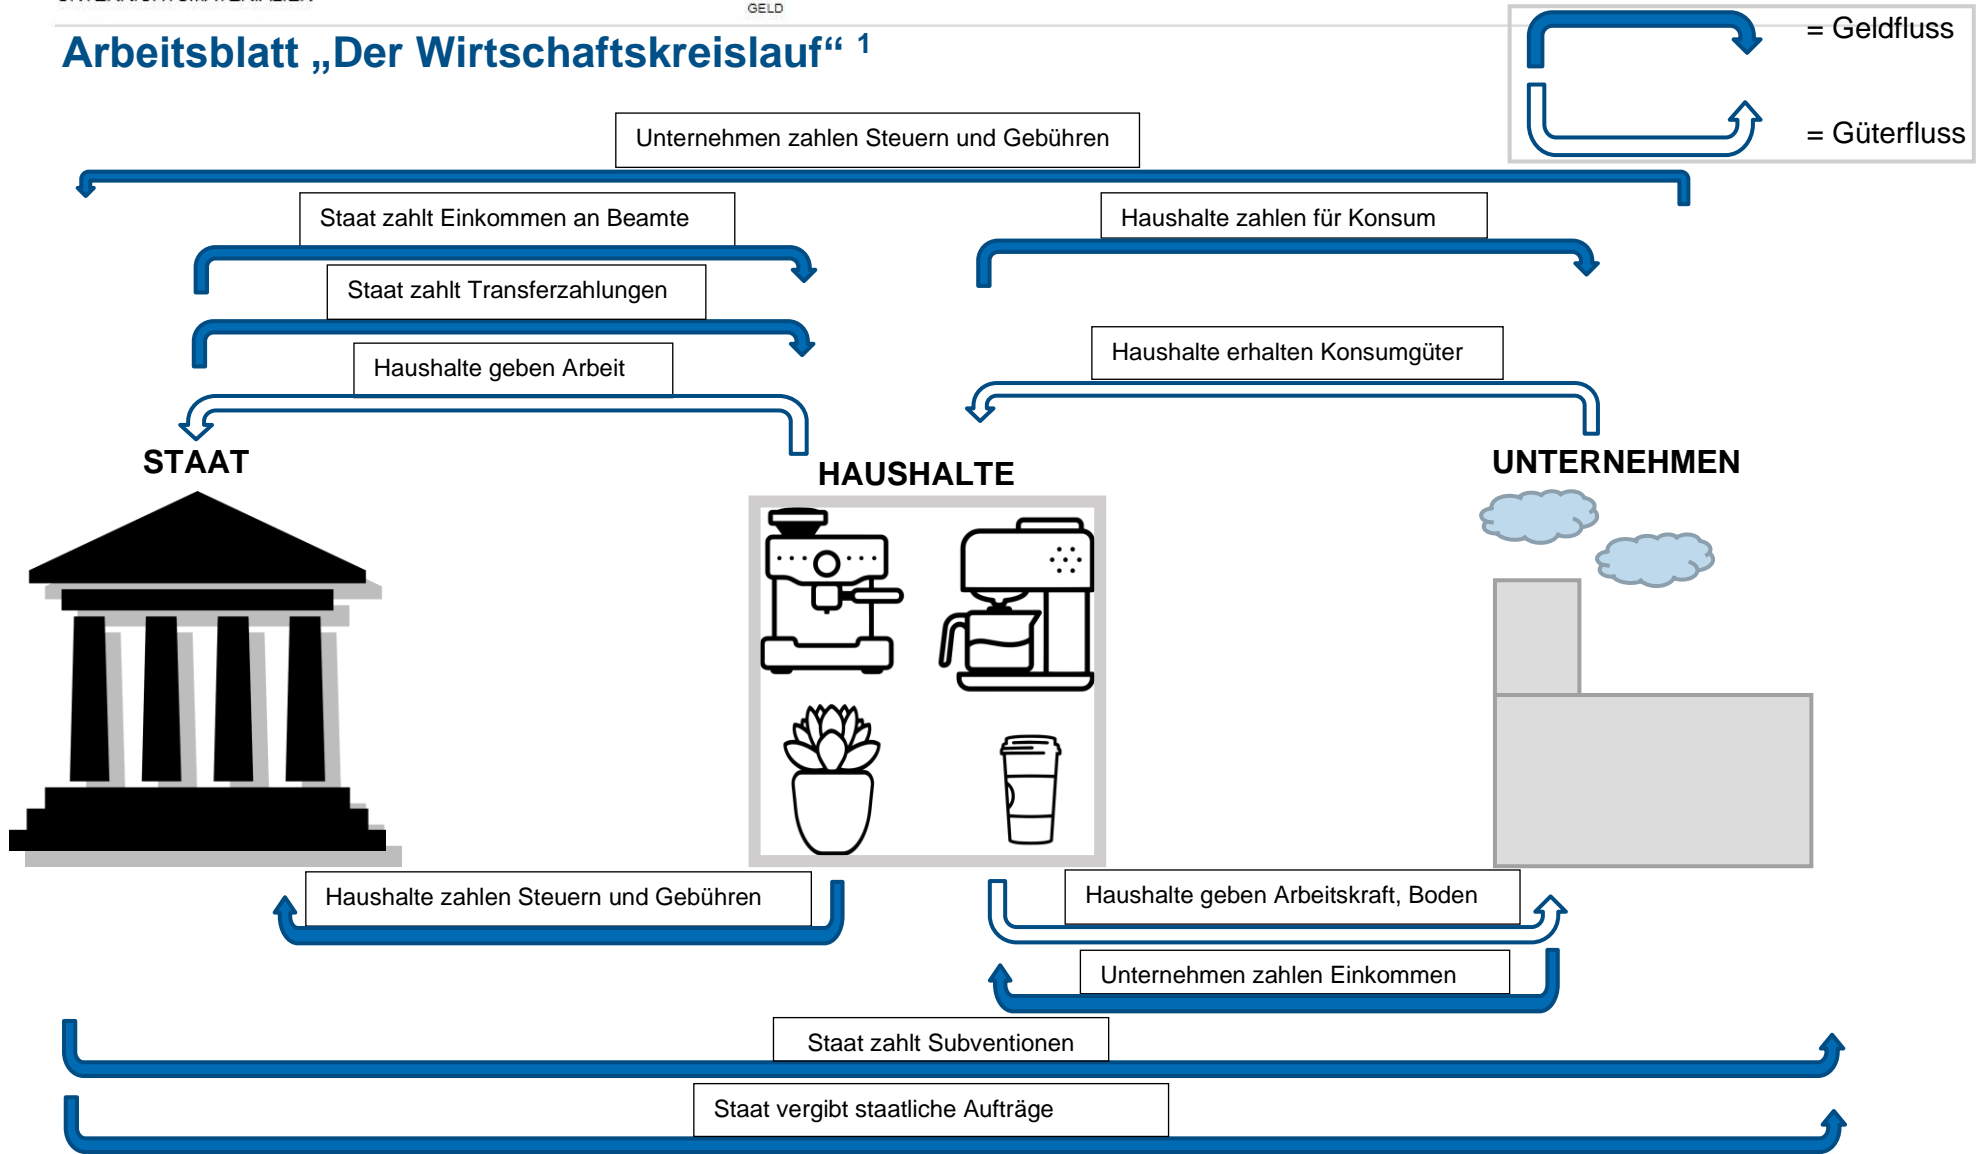 GELD
= Geldfluss
Arbeitsblatt „Der Wirtschaftskreislauf“ 1
= Güterfluss
Unternehmen zahlen Steuern und Gebühren
Staat zahlt Einkommen an Beamte
Haushalte zahlen für Konsum
Staat zahlt Transferzahlungen
Haushalte erhalten Konsumgüter
Haushalte geben Arbeit
STAAT
HAUSHALTE
UNTERNEHMEN
Haushalte zahlen Steuern und Gebühren
Haushalte geben Arbeitskraft, Boden
Unternehmen zahlen Einkommen
Staat zahlt Subventionen
Staat vergibt staatliche Aufträge